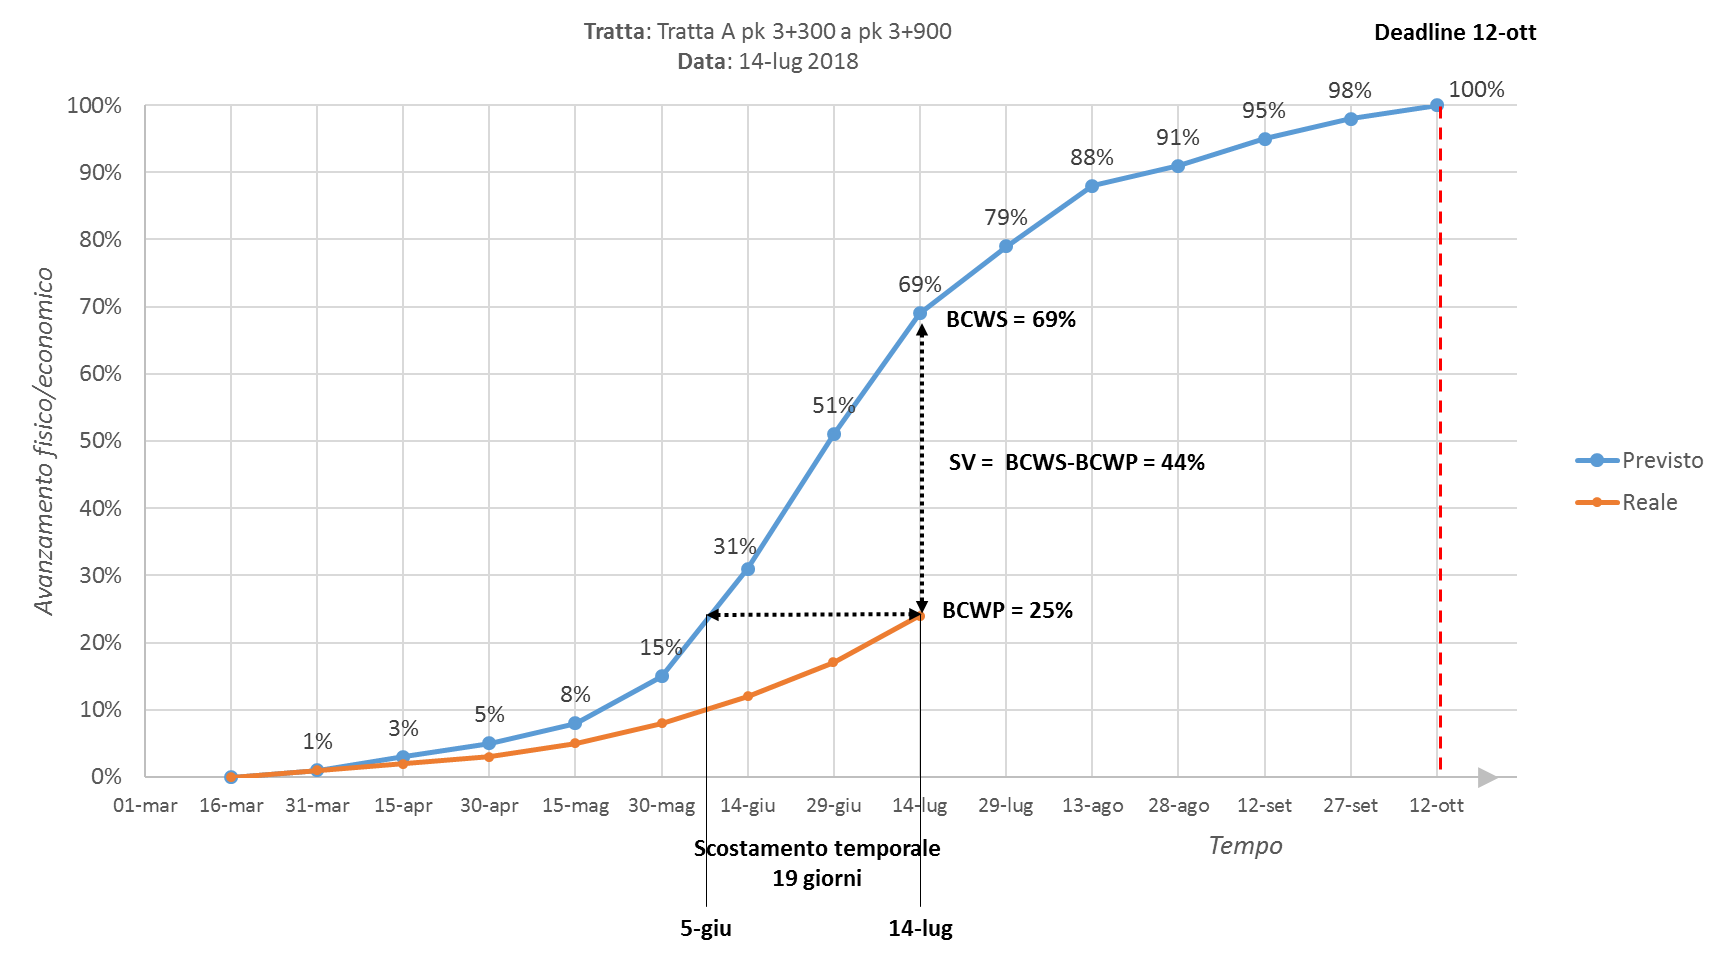 Tratta: Tratta A pk 3+300 a pk 3+900
Data: 14-lug 2018
Deadline 12-ott
100%
90%
80%
70%
60%
50%
40%
30%
20%
10%
0%
Avanzamento fisico/economico
1%
3%
5%
8%
15%
31%
51%
69%
79%
88%
91%
95%
98%
100%
BCWS = 69%
SV = BCWS-BCWP = 44%
BCWP = 25%
Previsto
Reale
01-mar 16-mar 31-mar 15-apr 30-apr 15-mag 30-mag 14-giu 29-giu 14-lug 29-lug 13-ago 28-ago 12-set 27-set 12-ott
Tempo
Scostamento temporale
19 giorni
5-giu
14-lug